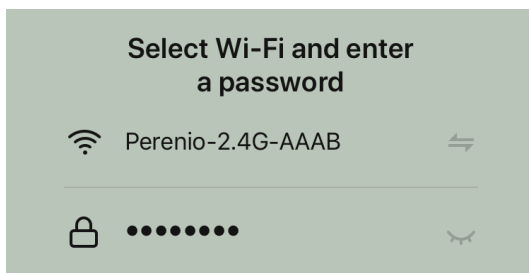 Select Wi-Fi and enter
a password
Perenio-2.4G-AAAB
••••••••